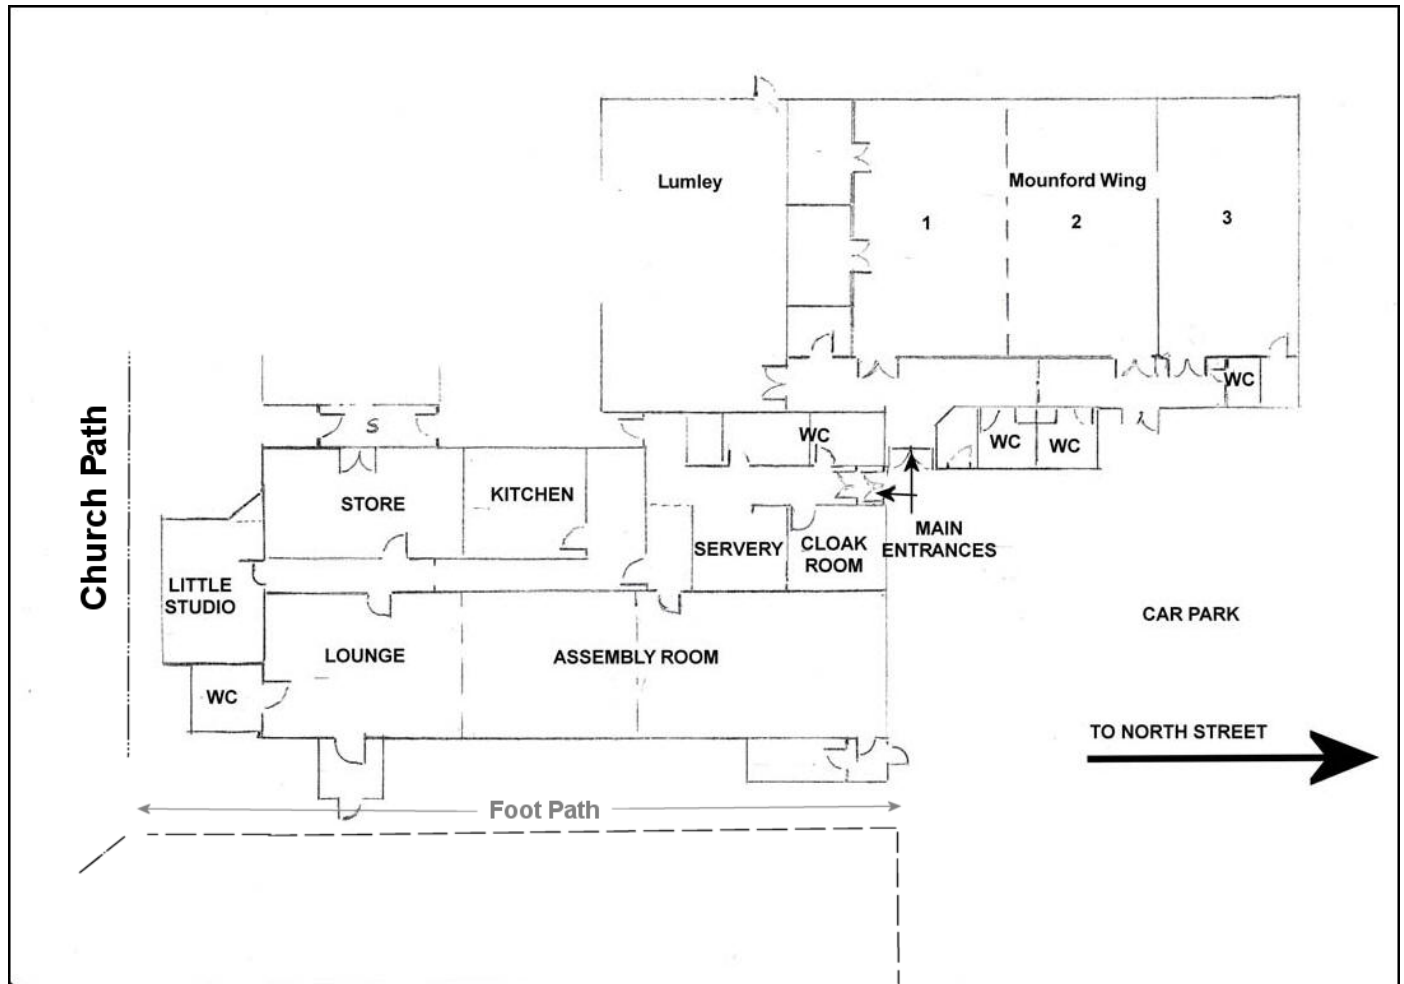 Lumley
Mounford Wing
1
2
3
WC
WC
WC
WC
S
STORE
KITCHEN
SERVERY
CLOAK
ROOM
MAIN
ENTRANCES
Church Path
LITTLE
STUDIO
CAR PARK
LOUNGE
ASSEMBLY ROOM
WC
TO NORTH STREET
Foot Path